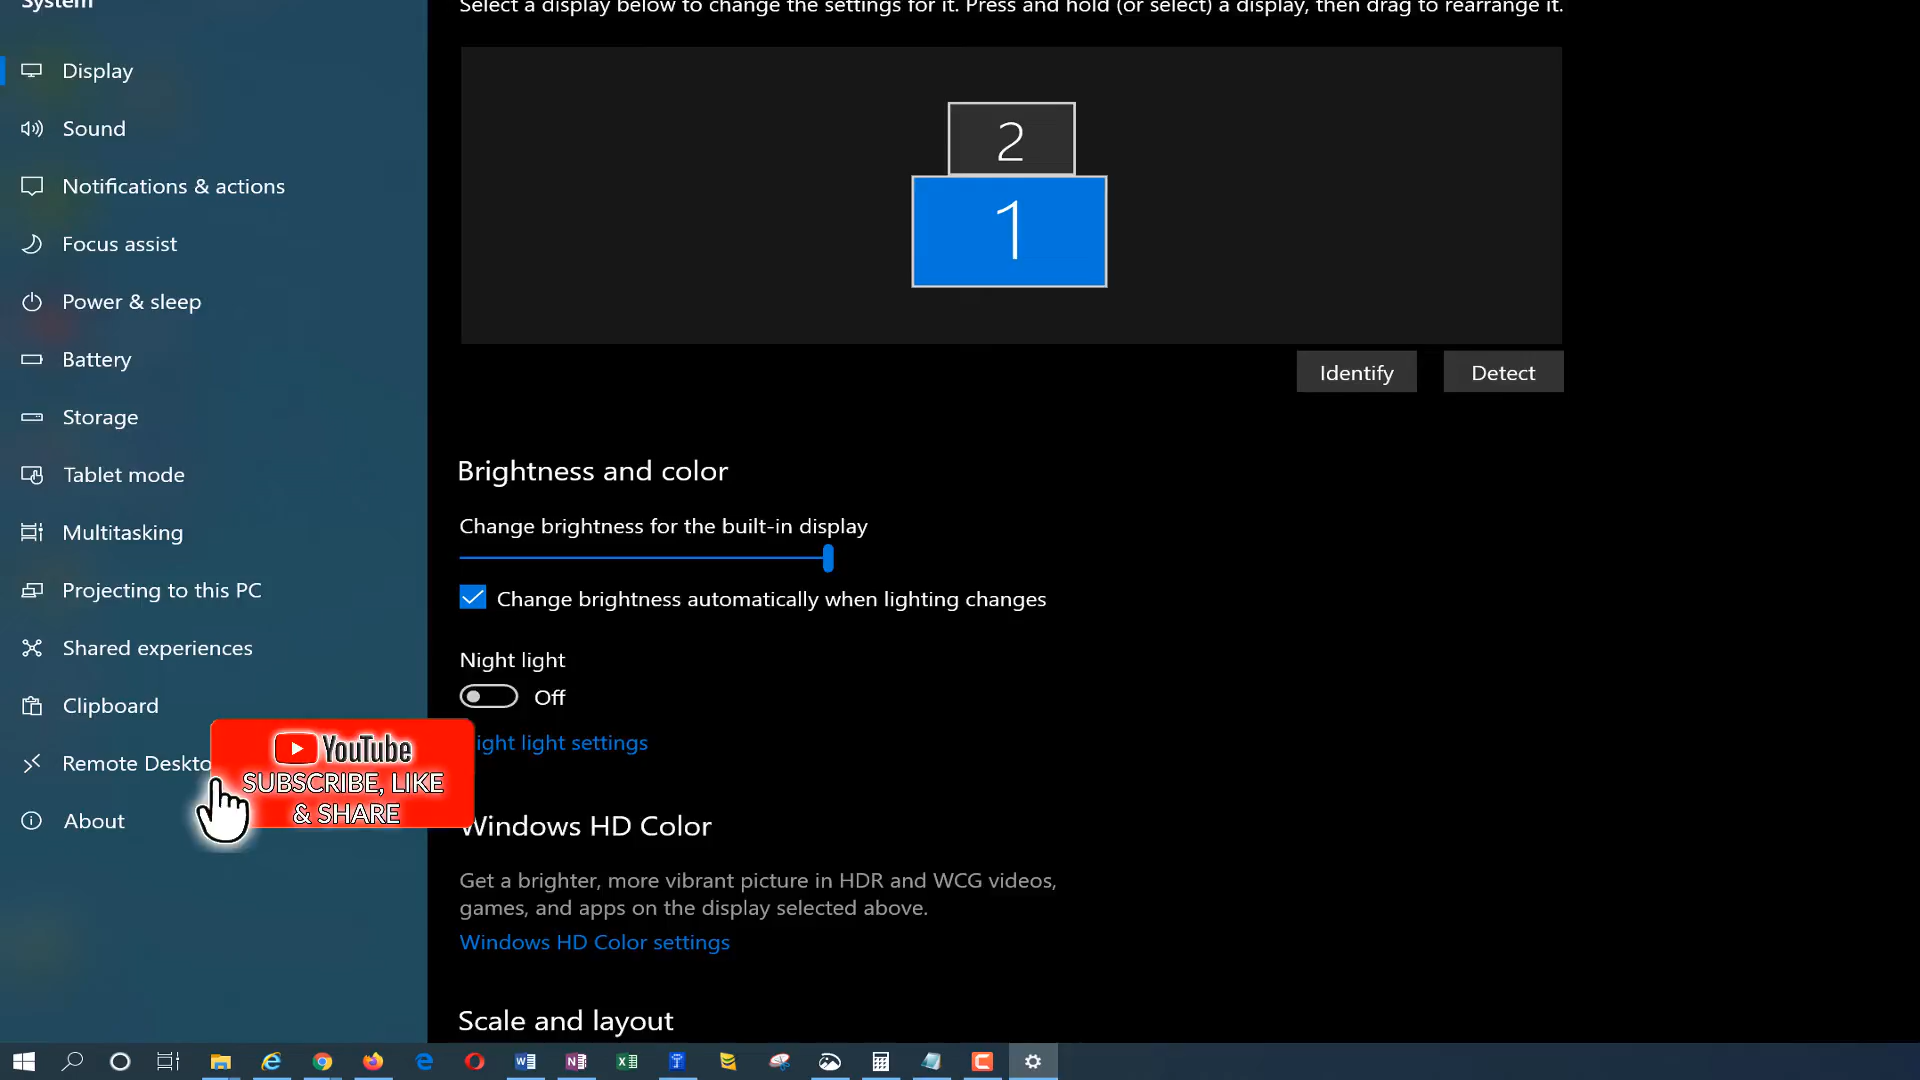 System
Select a display below to change the settings for it. Press and hold (or select) a display, then drag to rearrange it.
Display
Sound
Notifications & actions
Focus assist
Power & sleep
Battery
Storage
Tablet mode
Multitasking
Projecting to this PC
Shared experiences
Clipboard
Remote Deskto
About
2
1
Identify
Detect
Brightness and color
Change brightness for the built-in display
Change brightness automatically when lighting changes
Night light
Off
ight light settings
YouTube
SUBSCRIBE, LIKE
& SHARE
Windows HD Color
Get a brighter, more vibrant picture in HDR and WCG videos,
games, and apps on the display selected above.
Windows HD Color settings
Scale and layout